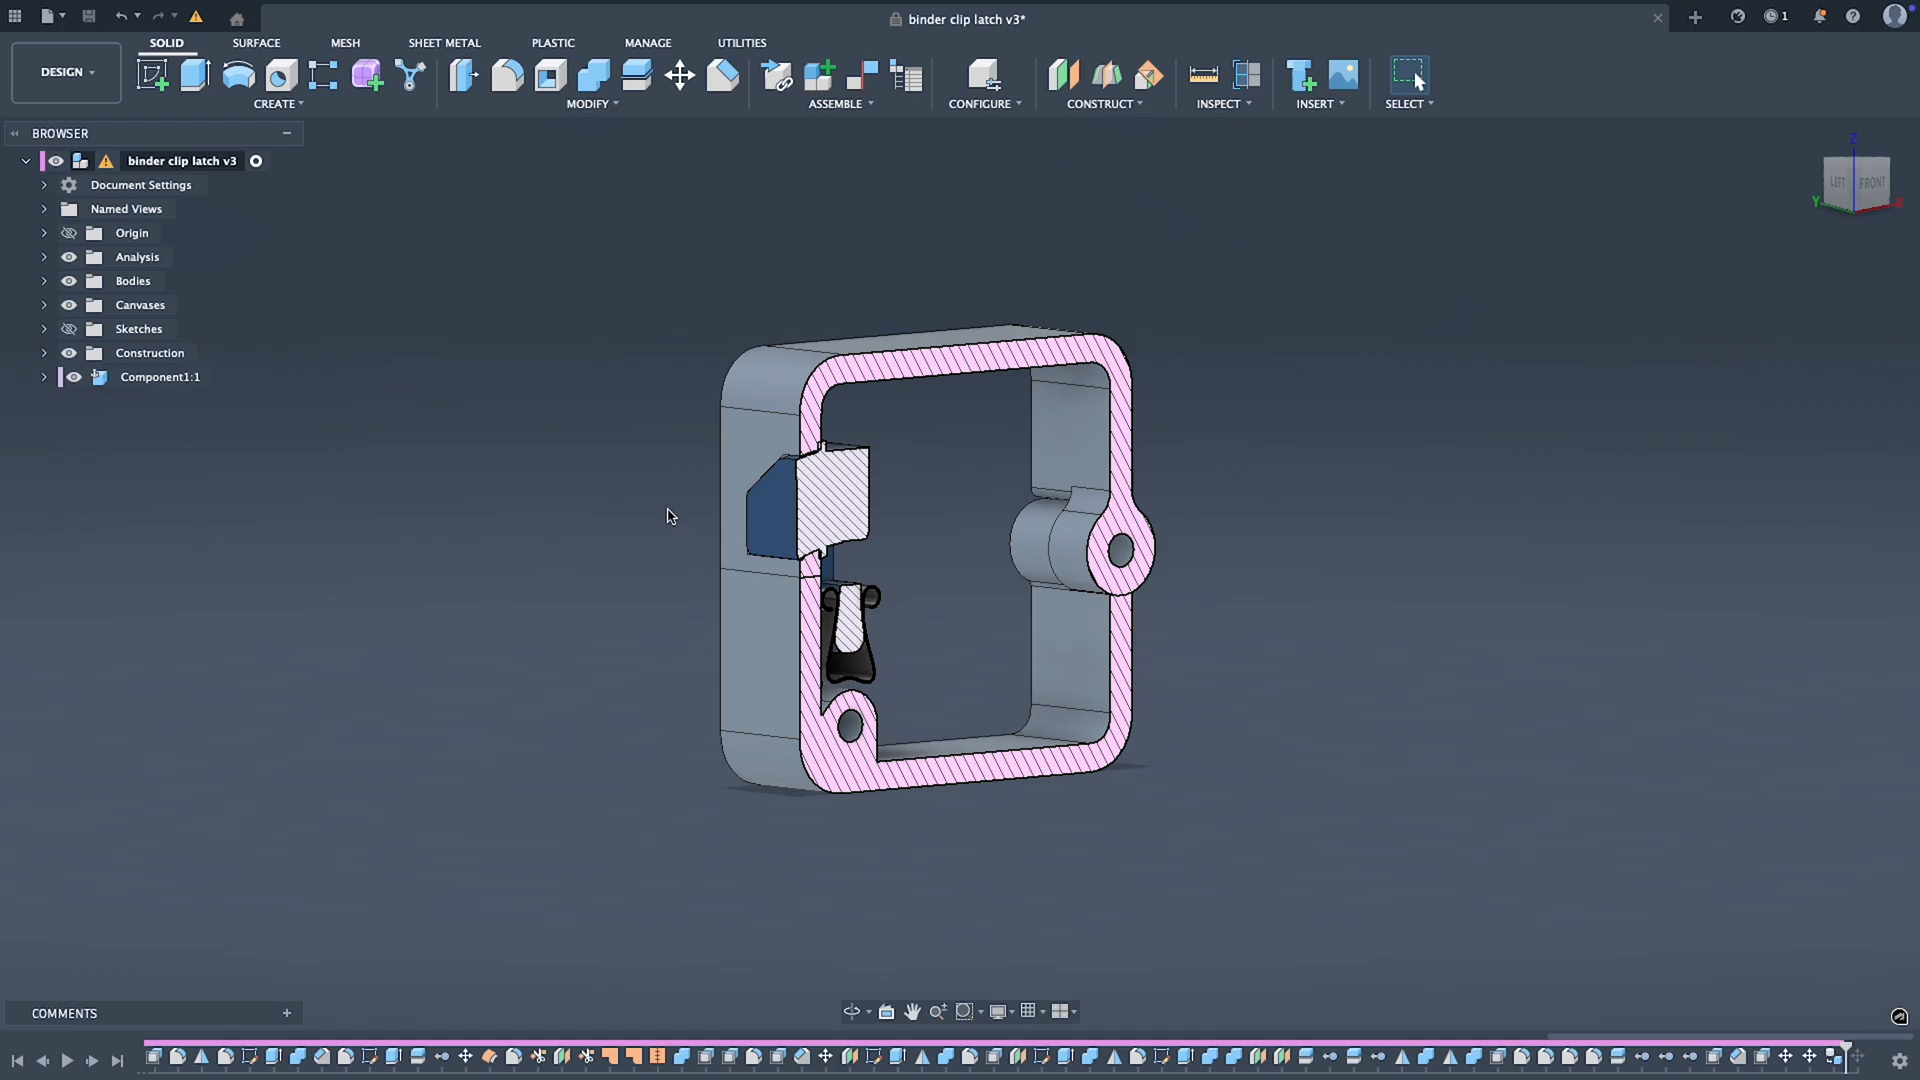 binder clip latch v3*
1
DESIGN
SOLID
SURFACE
MESH
SHEET METAL
PLASTIC
MANAGE
UTILITIES
CREATE
MODIFY
ASSEMBLE
CONFIGURE
CONSTRUCT
INSPECT
INSERT
SELECT
BROWSER
binder clip latch v3
Document Settings
Named Views
Origin
Analysis
Bodies
Canvases
Sketches
Construction
Component1:1
Z
LEFT
FRONT
Y
COMMENTS